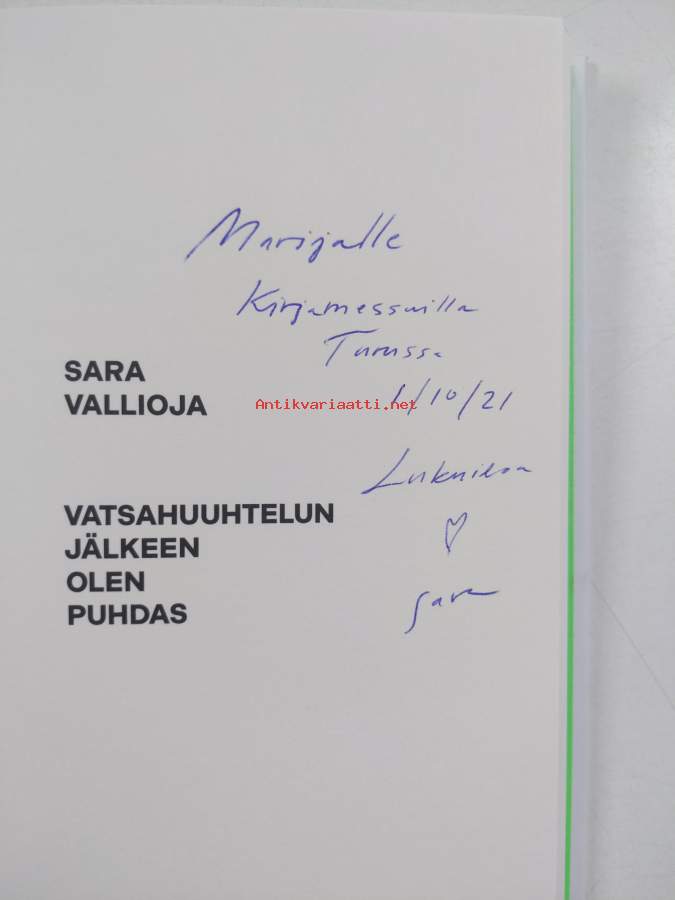 Marijalle
Kirjamessuilla
Turussa
SARA
VALLIOJA
Antikvariaatti.net
1/10/21
Lukuiloa
VATSAHUUHTELUN
JÄLKEEN
OLEN
PUHDAS
Sara